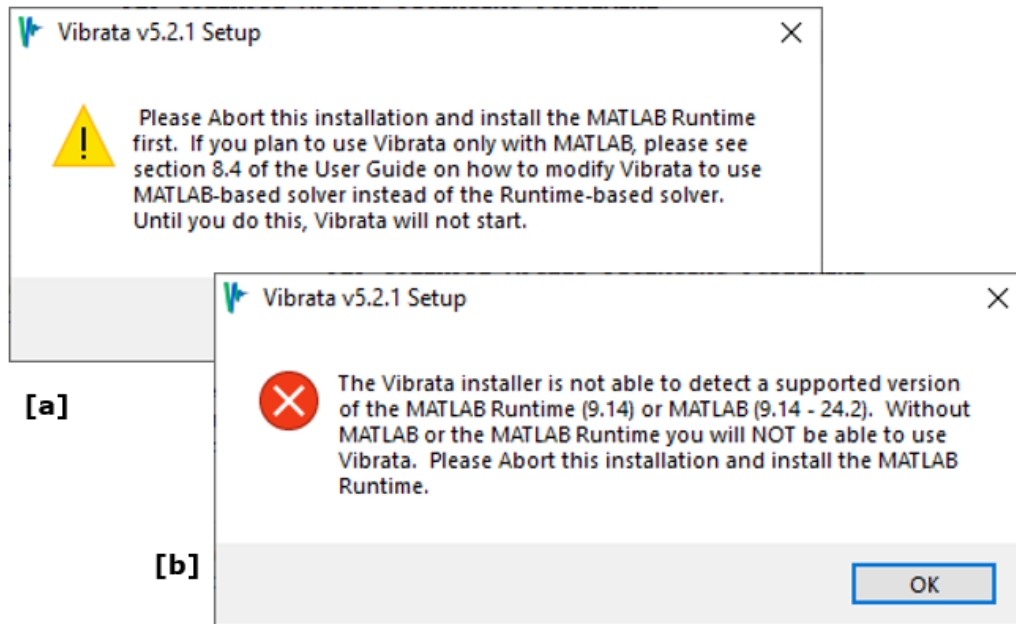 Vibrata v5.2.1 Setup
Please Abort this installation and install the MATLAB Runtime
first.  If you plan to use Vibrata only with MATLAB, please see
section 8.4 of the User Guide on how to modify Vibrata to use
MATLAB-based solver instead of the Runtime-based solver.
Until you do this, Vibrata will not start.
[a]
Vibrata v5.2.1 Setup
The Vibrata installer is not able to detect a supported version
of the MATLAB Runtime (9.14) or MATLAB (9.14 - 24.2).  Without
MATLAB or the MATLAB Runtime you will NOT be able to use
Vibrata.  Please Abort this installation and install the MATLAB
Runtime.
[b]
OK